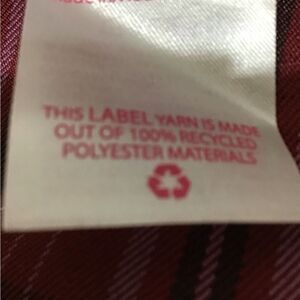 THIS LABEL YARN IS MADE
OUT OF 100% RECYCLED
POLYESTER MATERIALS